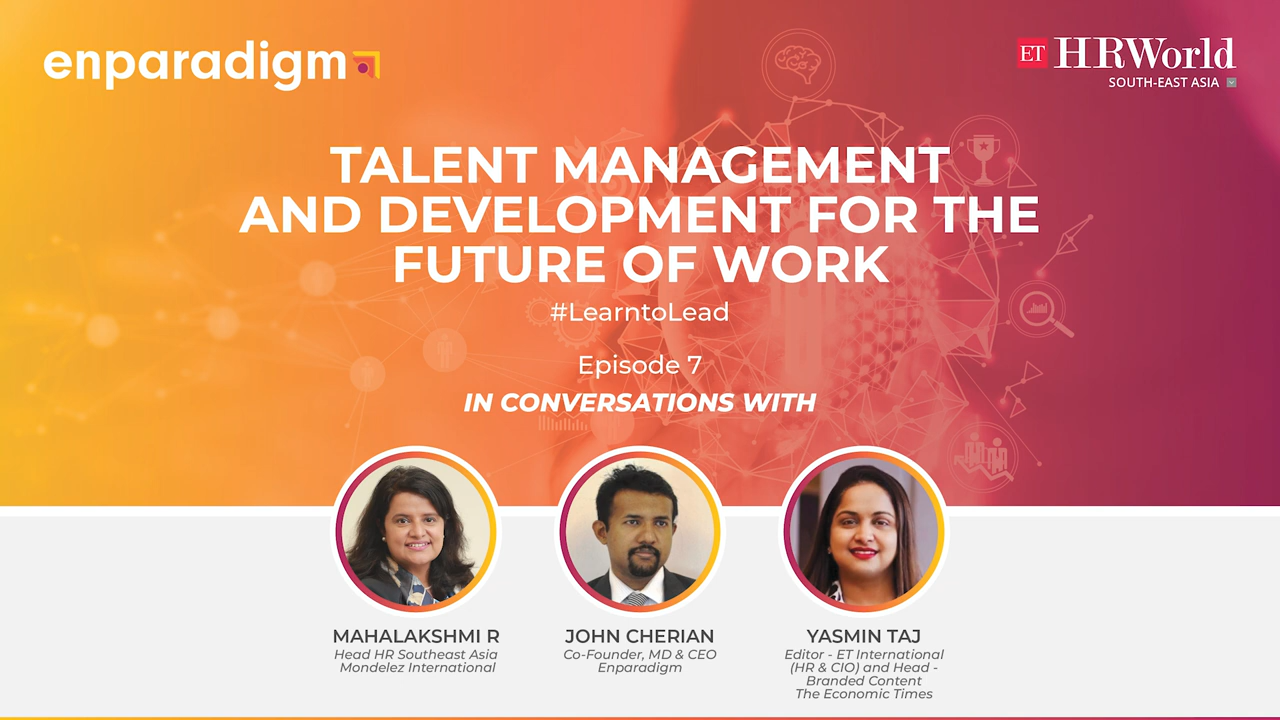 enparadigm
ET HRWorld
SOUTH-EAST ASIA
TALENT MANAGEMENT
AND DEVELOPMENT FOR THE
FUTURE OF WORK
#LearntoLead
Episode 7
IN CONVERSATIONS WITH
MAHALAKSHMI R
Head HR Southeast Asia
Mondelez International
JOHN CHERIAN
Co-Founder, MD & CEO
Enparadigm
YASMIN TAJ
Editor - ET International
(HR & CIO) and Head -
Branded Content
The Economic Times